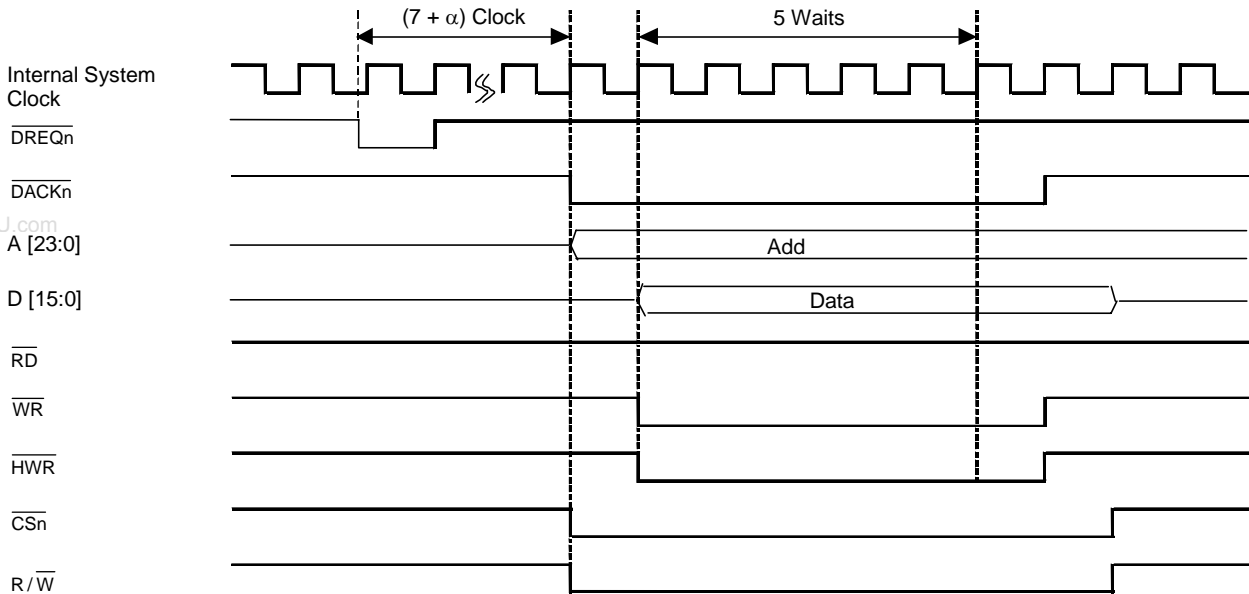 (7 + α) Clock
5 Waits
Internal System
Clock
DREQn
DACKn
J.com
A [23:0]
Add
D [15:0]
Data
RD
WR
HWR
CSn
R/W